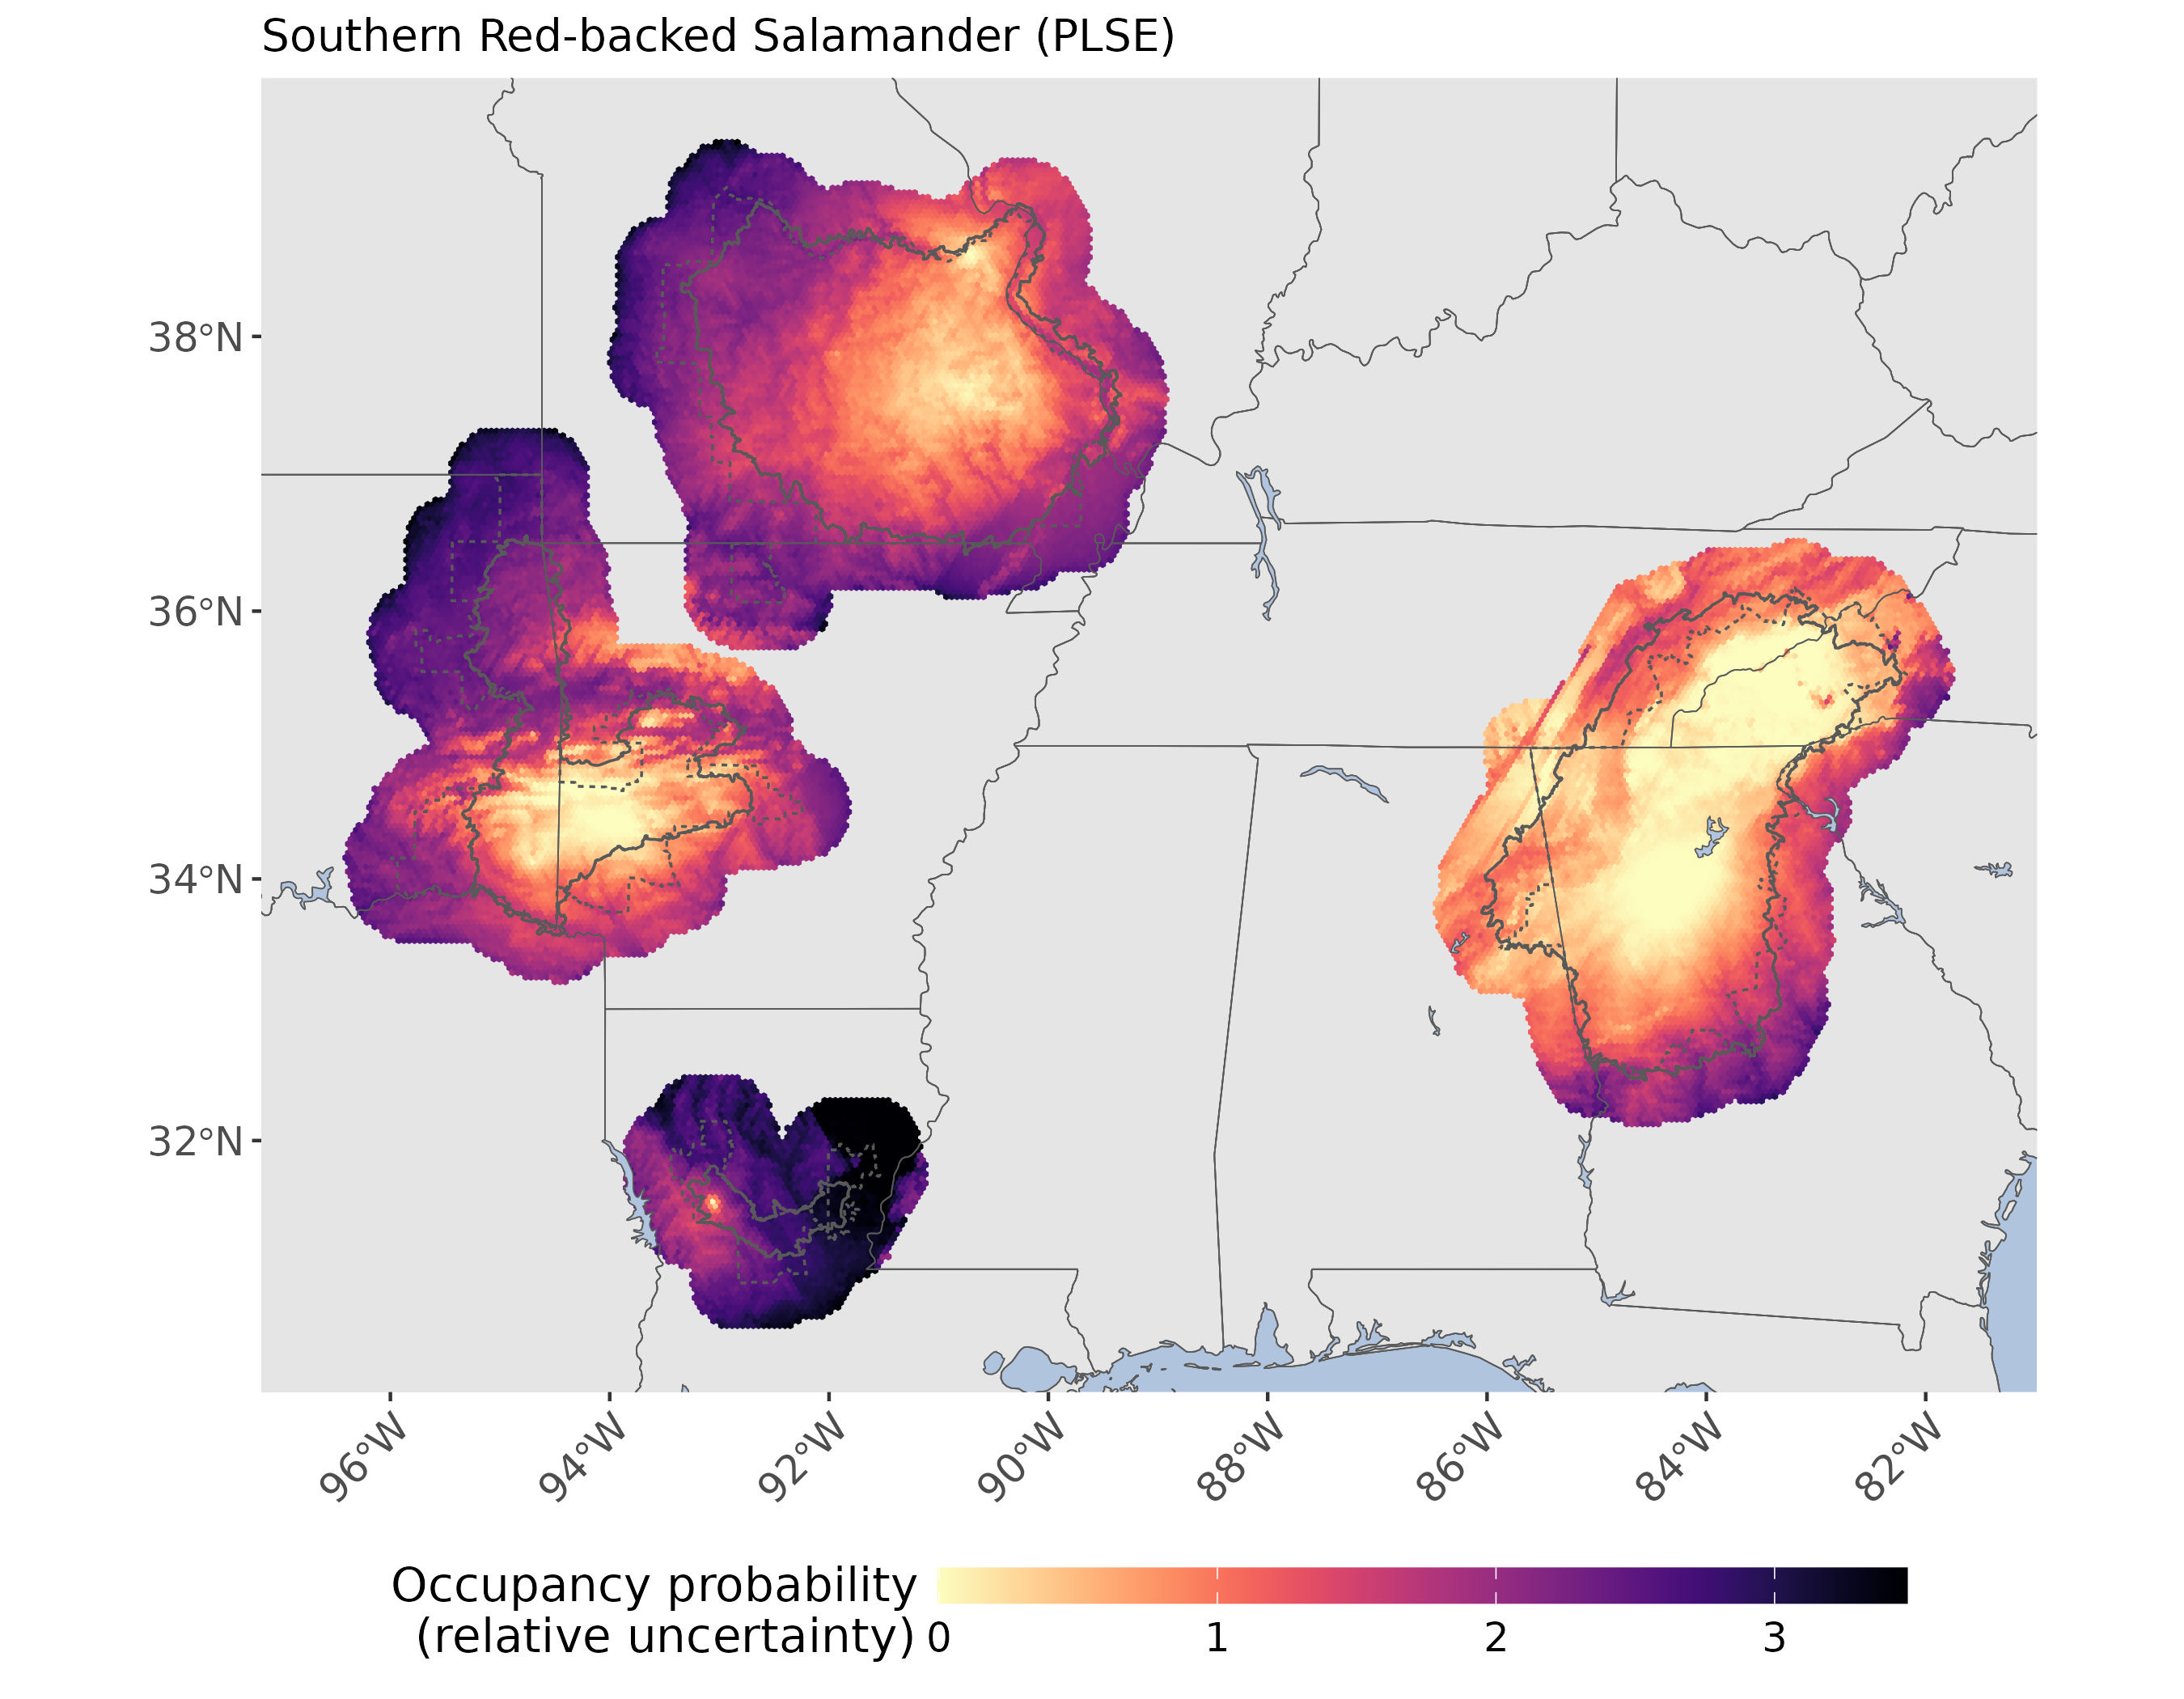 Southern Red-backed Salamander (PLSE)
38°N
36°N
34°N
32°N
96°W
94°W
92°W
90°W
88°W
86°W
84°W
82°W
Occupancy probability
(relative uncertainty)
0
1
2
3